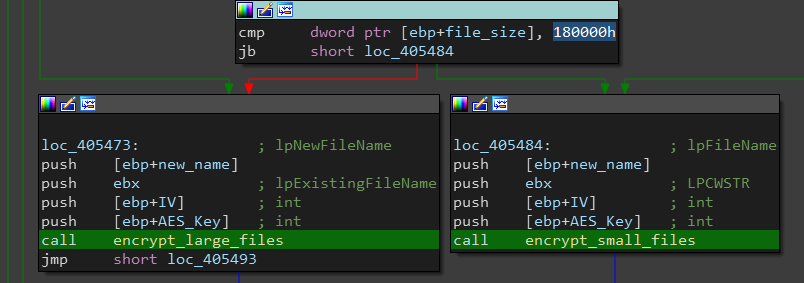 cmp dword ptr [ebp+file_size], 180000h
jb short loc_405484
loc_405473: ; lpNewFileName
push [ebp+new_name]
push ebx ; lpExistingFileName
push [ebp+IV] ; int
push [ebp+AES_Key] ; int
call encrypt_large_files
jmp short loc_405493
loc_405484: ; lpFileName
push [ebp+new_name]
push ebx ; LPCWSTR
push [ebp+IV] ; int
push [ebp+AES_Key] ; int
call encrypt_small_files